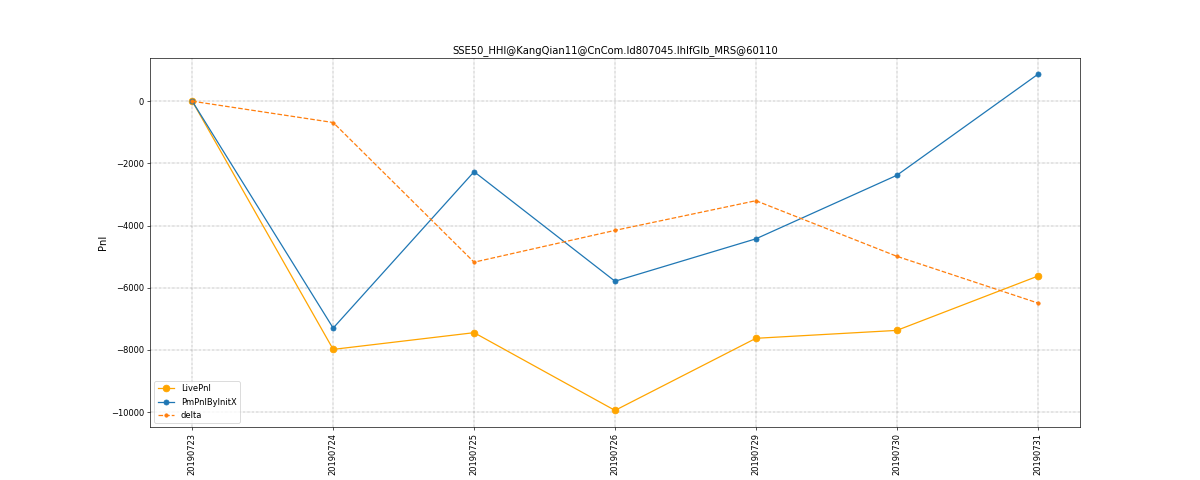 SSE50_HHI@KangQian11@CnCom.Id807045.IhIfGlb_MRS@60110
0
−2000
−4000
−6000
−8000
−10000
Pnl
LivePnl
PmPnlByInitX
delta
20190723
20190724
20190725
20190726
20190729
20190730
20190731